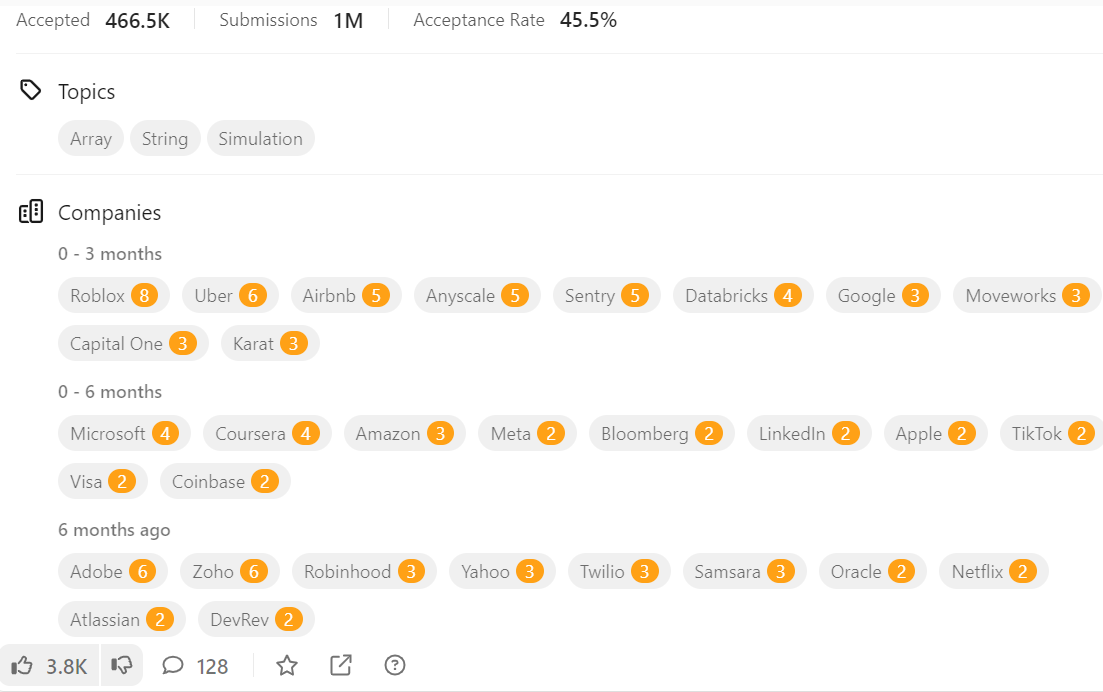 Accepted 466.5K Submissions 1M Acceptance Rate 45.5%
Topics
Array String Simulation
Companies
0 - 3 months
Roblox 8 Uber 6 Airbnb 5 Anyscale 5 Sentry 5 Databricks 4 Google 3 Moveworks 3
Capital One 3 Karat 3
0 - 6 months
Microsoft 4 Coursera 4 Amazon 3 Meta 2 Bloomberg 2 LinkedIn 2 Apple 2 TikTok 2
Visa 2 Coinbase 2
6 months ago
Adobe 6 Zoho 6 Robinhood 3 Yahoo 3 Twilio 3 Samsara 3 Oracle 2 Netflix 2
Atlassian 2 DevRev 2
3.8K 128 ?